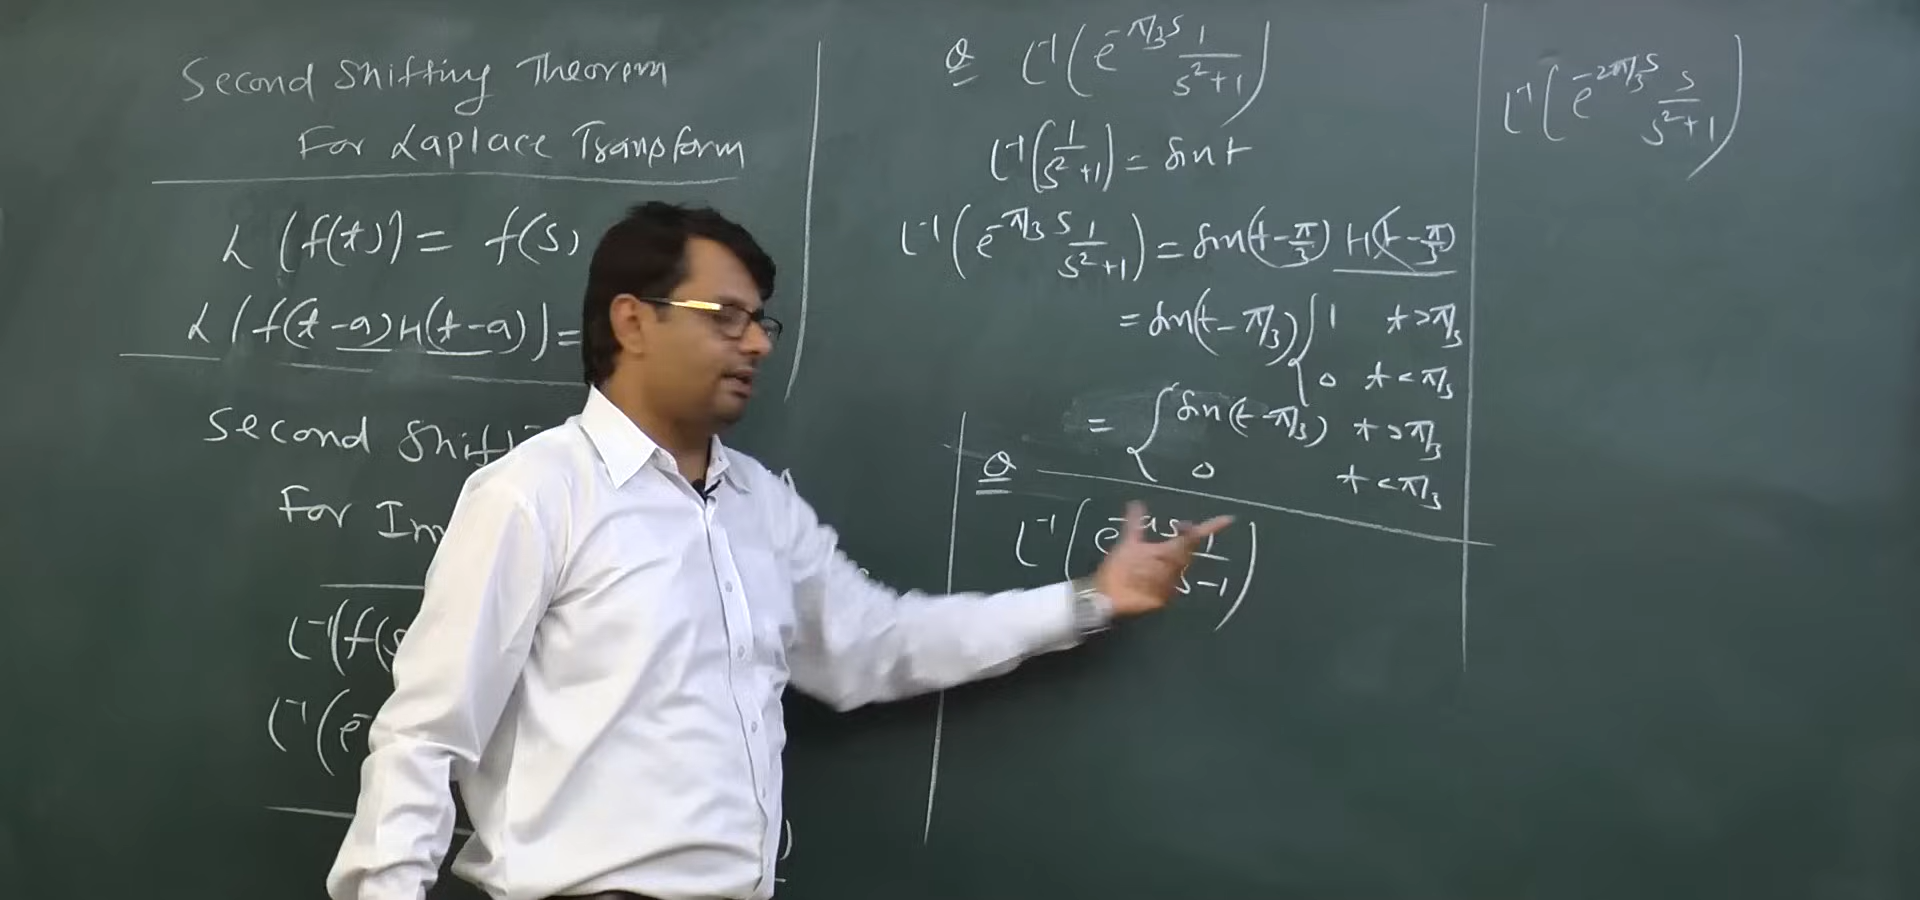 Second Shifting Theorem
For Laplace Transform
L(f(t)) = f(s)
L(f(t-a)H(t-a)) =
Second Shift
For In
L⁻¹(f(s
L⁻¹(e⁻
Q L⁻¹(e^(-π/3 s) 1/(s²+1))
L⁻¹(1/(s²+1)) = sin t
L⁻¹(e^(-π/3 s) 1/(s²+1)) = sin(t-π/3) H(t-π/3)
= sin(t-π/3) { 1 t>π/3
0 t<π/3
= { sin(t-π/3) t>π/3
0 t<π/3
Q
L⁻¹(e^(-as) 1/(s-1))
L⁻¹(e^(-2π/3 s) s/(s²+1))